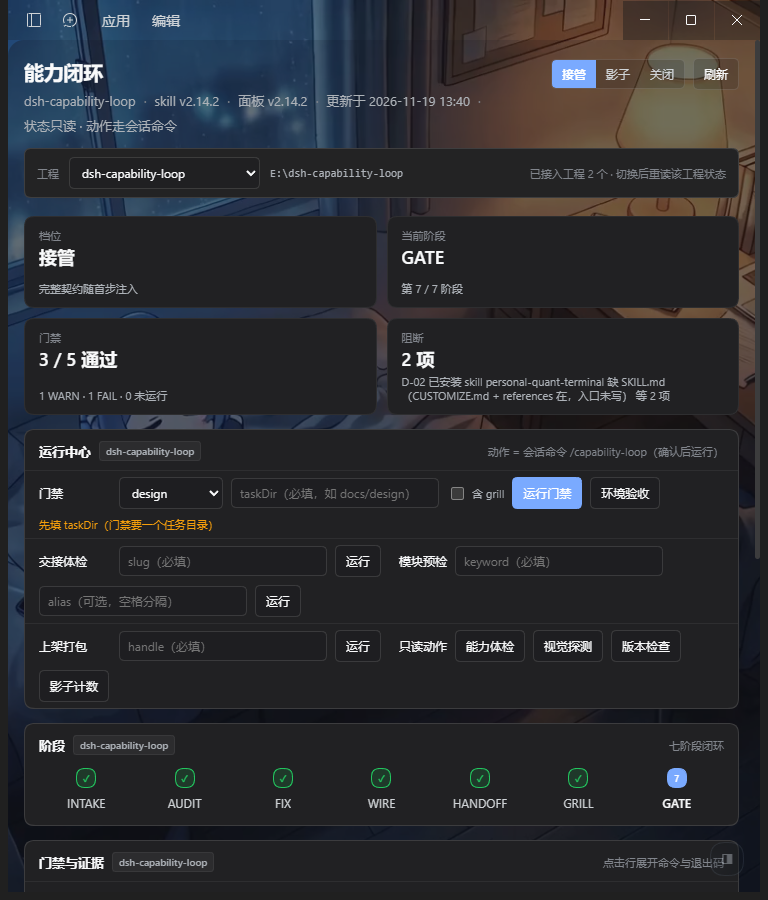 应用 编辑
能力闭环
接管 影子 关闭 刷新
dsh-capability-loop · skill v2.14.2 · 面板 v2.14.2 · 更新于 2026-11-19 13:40 ·
状态只读 · 动作走会话命令
工程 dsh-capability-loop E:\dsh-capability-loop 已接入工程 2 个 · 切换后重读该工程状态
档位
接管
完整契约随首步注入
当前阶段
GATE
第 7 / 7 阶段
门禁
3 / 5 通过
1 WARN · 1 FAIL · 0 未运行
阻断
2 项
D-02 已安装 skill personal-quant-terminal 缺 SKILL.md
（CUSTOMIZE.md + references 在，入口未写） 等 2 项
运行中心 dsh-capability-loop 动作 = 会话命令 /capability-loop（确认后运行）
门禁 design taskDir（必填，如 docs/design） 含 grill 运行门禁 环境验收
先填 taskDir（门禁要一个任务目录）
交接体检 slug（必填） 运行 模块预检 keyword（必填）
alias（可选，空格分隔） 运行
上架打包 handle（必填） 运行 只读动作 能力体检 视觉探测 版本检查
影子计数
阶段 dsh-capability-loop 七阶段闭环
✓ ✓ ✓ ✓ ✓ ✓ 7
INTAKE AUDIT FIX WIRE HANDOFF GRILL GATE
门禁与证据 dsh-capability-loop 点击行展开命令与退出码